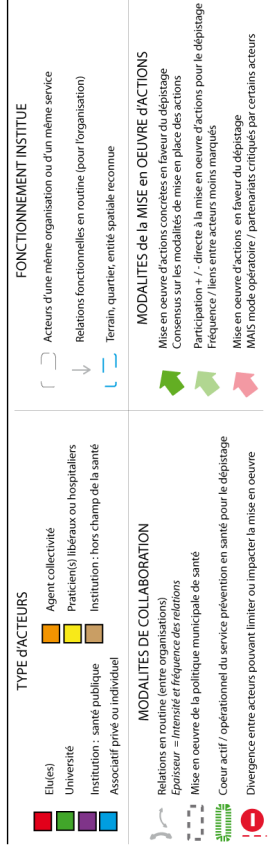 TYPE d'ACTEURS
Elu(es)
Université
Institution : santé publique
Associatif privé ou individuel
Agent collectivité
Praticien(s) libéraux ou hospitaliers
Institution : hors champ de la santé
FONCTIONNEMENT INSTITUE
Acteurs d'une même organisation ou d'un même service
Relations fonctionnelles en routine (pour l'organisation)
Terrain, quartier, entité spatiale reconnue
MODALITES DE COLLABORATION
Relations en routine (entre organisations)
Epaisseur = Intensité et fréquence des relations
Mise en oeuvre de la politique municipale de santé
Coeur actif / opérationnel du service prévention en santé pour le dépistage
Divergence entre acteurs pouvant limiter ou impacter la mise en oeuvre
MODALITES de la MISE en OEUVRE d'ACTIONS
Mise en oeuvre d'actions concrètes en faveur du dépistage
Consensus sur les modalités de mise en place des actions
Participation + / - directe à la mise en oeuvre d'actions pour le dépistage
Fréquence / liens entre acteurs moins marqués
Mise en oeuvre d'actions en faveur du dépistage
MAIS mode opératoire / partenariats critiqués par certains acteurs